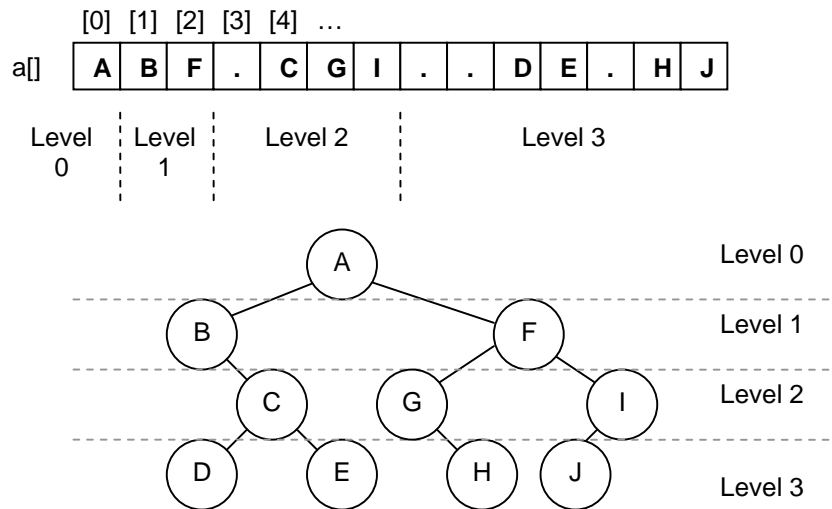 [0] [1] [2] [3] [4] …
a[] A B F . C G I . . D E . H J
Level 0 Level 1 Level 2 Level 3
A Level 0
B F Level 1
C G I Level 2
D E H J Level 3